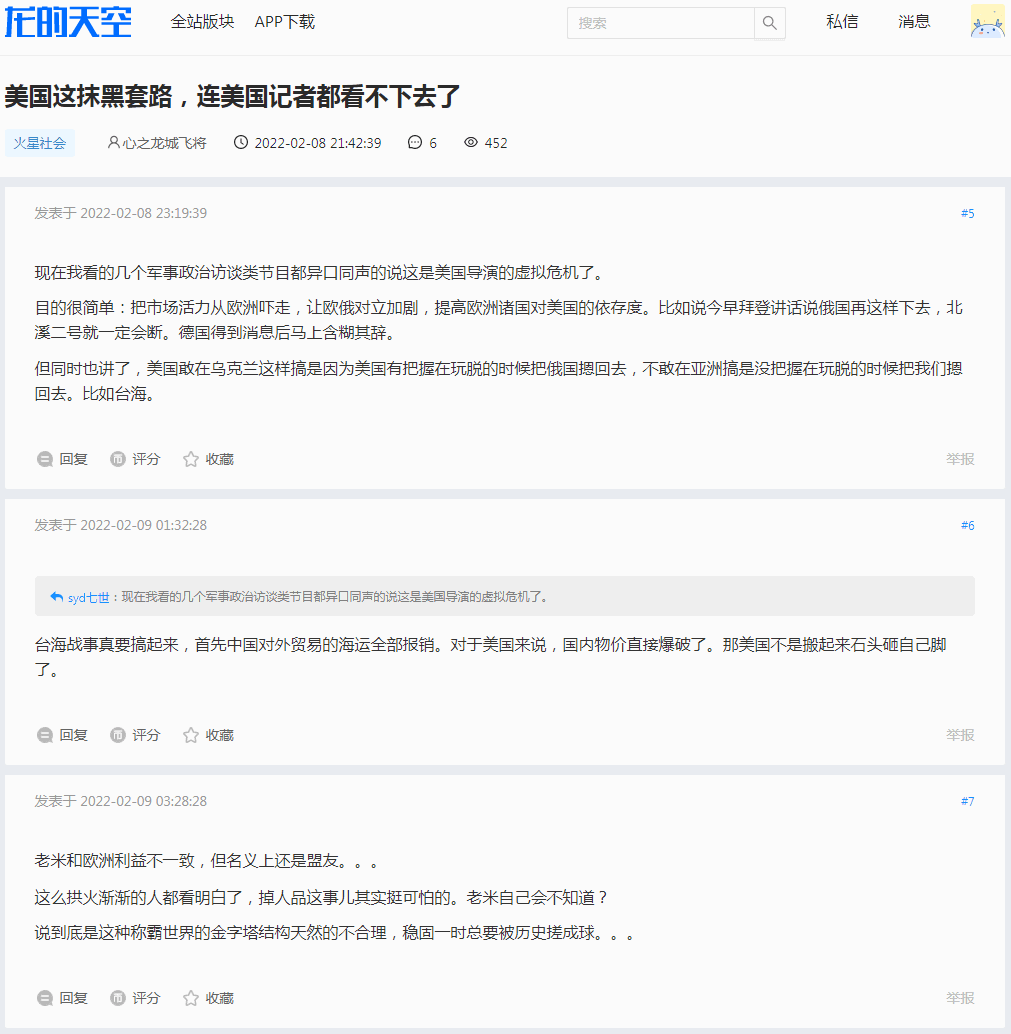 龙的天空
全站版块 APP下载
搜索
私信 消息
美国这抹黑套路，连美国记者都看不下去了
火星社会 心之龙城飞将 2022-02-08 21:42:39 6 452
发表于 2022-02-08 23:19:39 #5
现在我看的几个军事政治访谈类节目都异口同声的说这是美国导演的虚拟危机了。
目的很简单：把市场活力从欧洲吓走，让欧俄对立加剧，提高欧洲诸国对美国的依存度。比如说今早拜登讲话说俄国再这样下去，北
溪二号就一定会断。德国得到消息后马上含糊其辞。
但同时也讲了，美国敢在乌克兰这样搞是因为美国有把握在玩脱的时候把俄国摁回去，不敢在亚洲搞是没把握在玩脱的时候把我们摁
回去。比如台海。
回复 评分 收藏 举报
发表于 2022-02-09 01:32:28 #6
syd七世：现在我看的几个军事政治访谈类节目都异口同声的说这是美国导演的虚拟危机了。
台海战事真要搞起来，首先中国对外贸易的海运全部报销。对于美国来说，国内物价直接爆破了。那美国不是搬起来石头砸自己脚
了。
回复 评分 收藏 举报
发表于 2022-02-09 03:28:28 #7
老米和欧洲利益不一致，但名义上还是盟友。。。
这么拱火渐渐的人都看明白了，掉人品这事儿其实挺可怕的。老米自己会不知道？
说到底是这种称霸世界的金字塔结构天然的不合理，稳固一时总要被历史搓成球。。。
回复 评分 收藏 举报